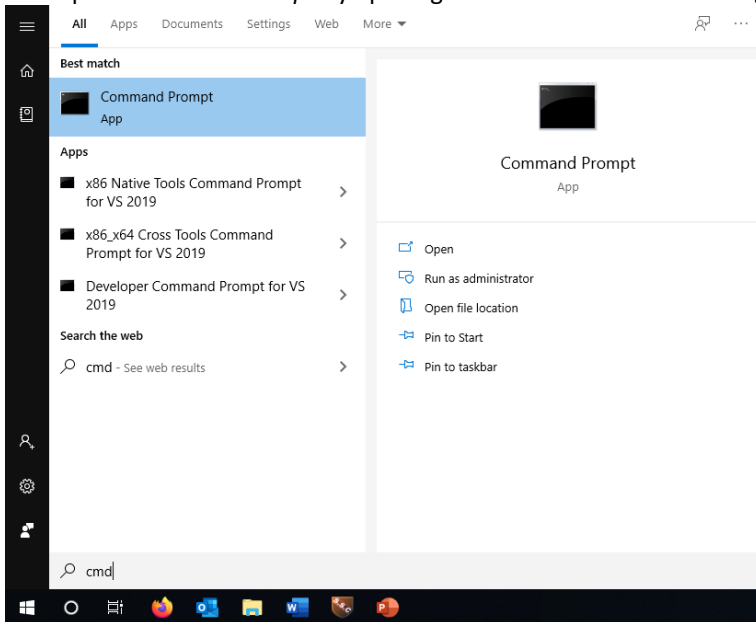 All Apps Documents Settings Web More
Best match
Command Prompt
App
Apps
x86 Native Tools Command Prompt
for VS 2019
x86_x64 Cross Tools Command
Prompt for VS 2019
Developer Command Prompt for VS
2019
Search the web
cmd - See web results
Command Prompt
App
Open
Run as administrator
Open file location
Pin to Start
Pin to taskbar
cmd